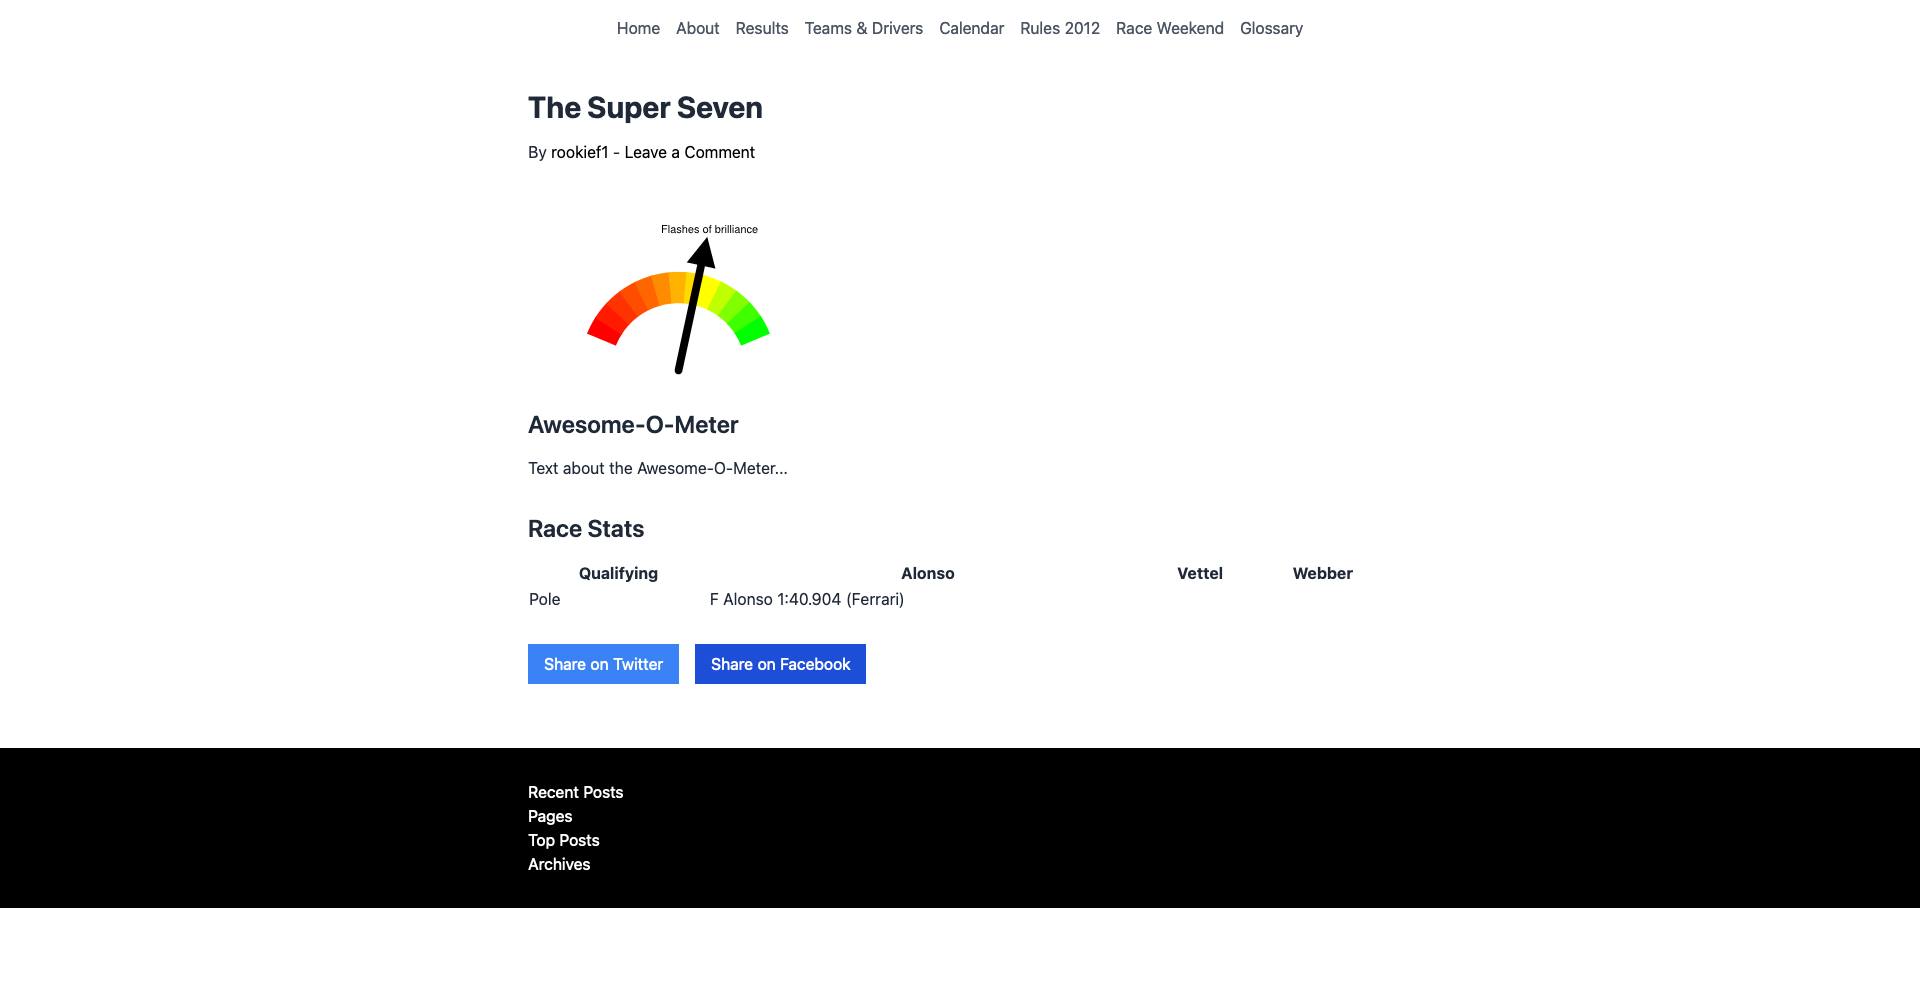 Home About Results Teams & Drivers Calendar Rules 2012 Race Weekend Glossary
The Super Seven
By rookief1 - Leave a Comment
Flashes of brilliance
Awesome-O-Meter
Text about the Awesome-O-Meter...
Race Stats
Qualifying Alonso Vettel Webber
Pole F Alonso 1:40.904 (Ferrari)
Share on Twitter Share on Facebook
Recent Posts
Pages
Top Posts
Archives